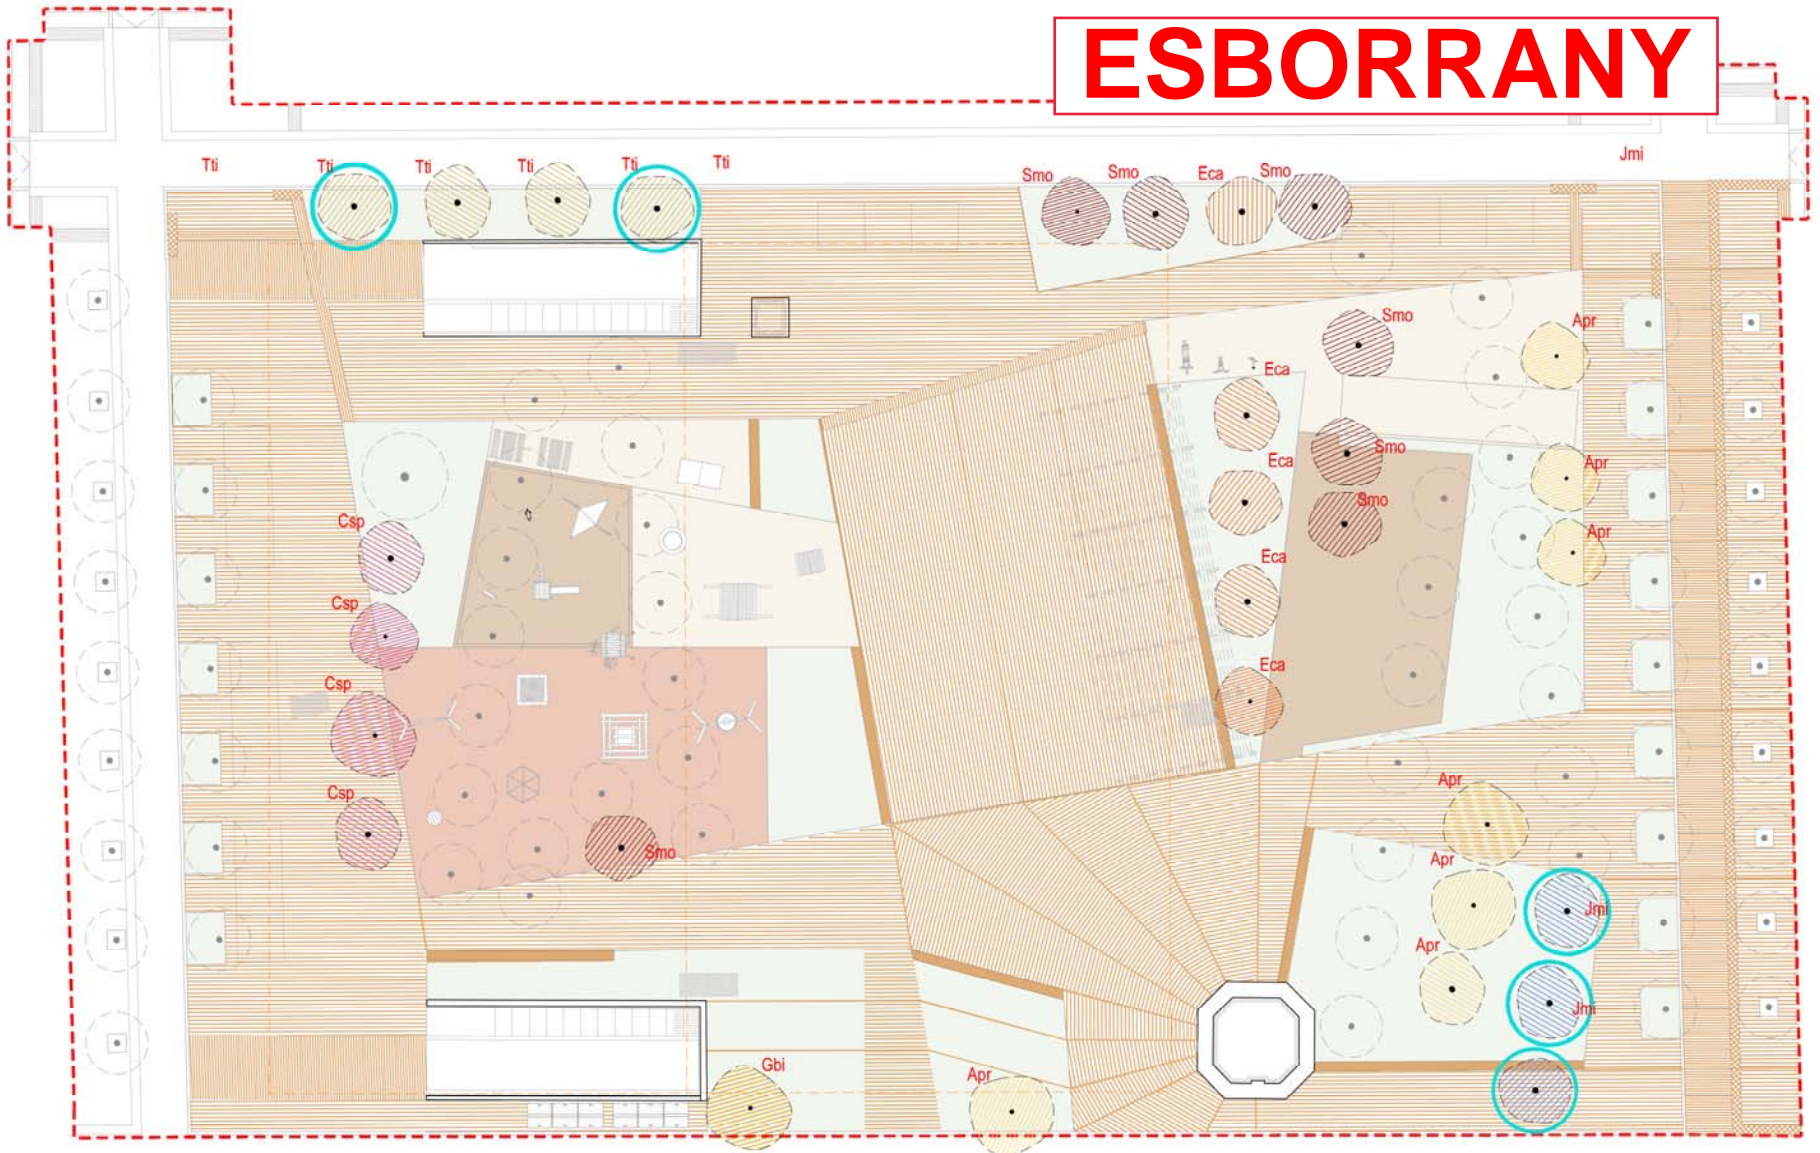 ESBORRANY
Tti Tti Tti Tti Tti Tti Jmi
Smo Smo Eca Smo
Smo Apr
Eca
Smo
Eca Apr
Smo
Csp Apr
Eca
Csp
Eca
Csp
Apr
Csp
Smo Apr
Jmi
Apr
Jmi
Gbi
Apr